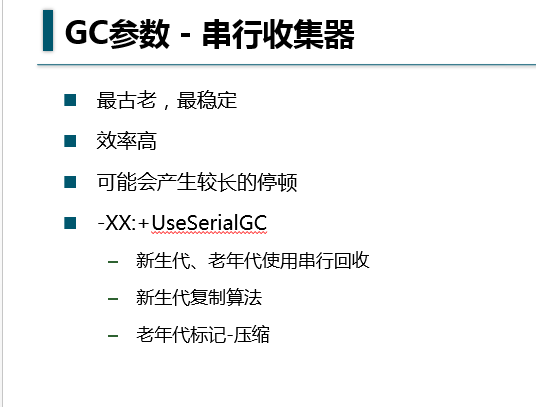 GC参数 - 串行收集器
最古老，最稳定
效率高
可能会产生较长的停顿
-XX:+UseSerialGC
– 新生代、老年代使用串行回收
– 新生代复制算法
– 老年代标记-压缩